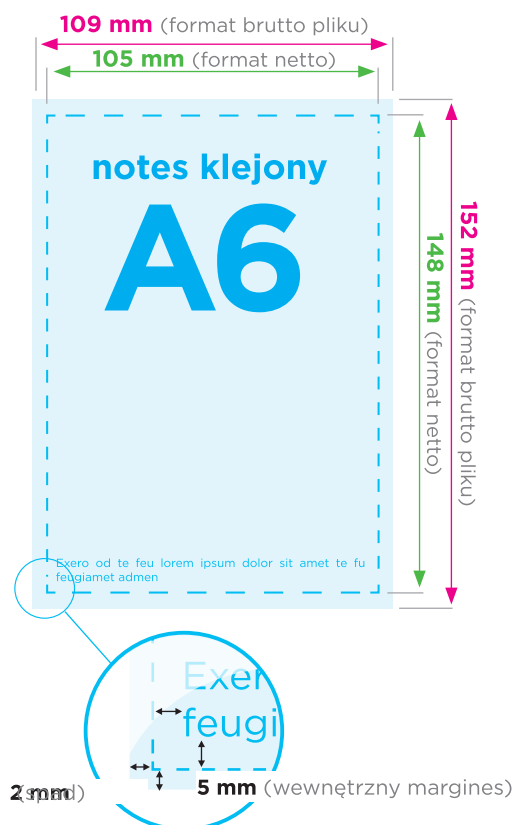 109 mm (format brutto pliku)
105 mm (format netto)
notes klejony
A6
152 mm (format brutto pliku)
148 mm (format netto)
Exero od te feu lorem ipsum dolor sit amet te fu
feugiamet admen
Exer
feugi
5 mm (wewnętrzny margines)
2 mm (spad)